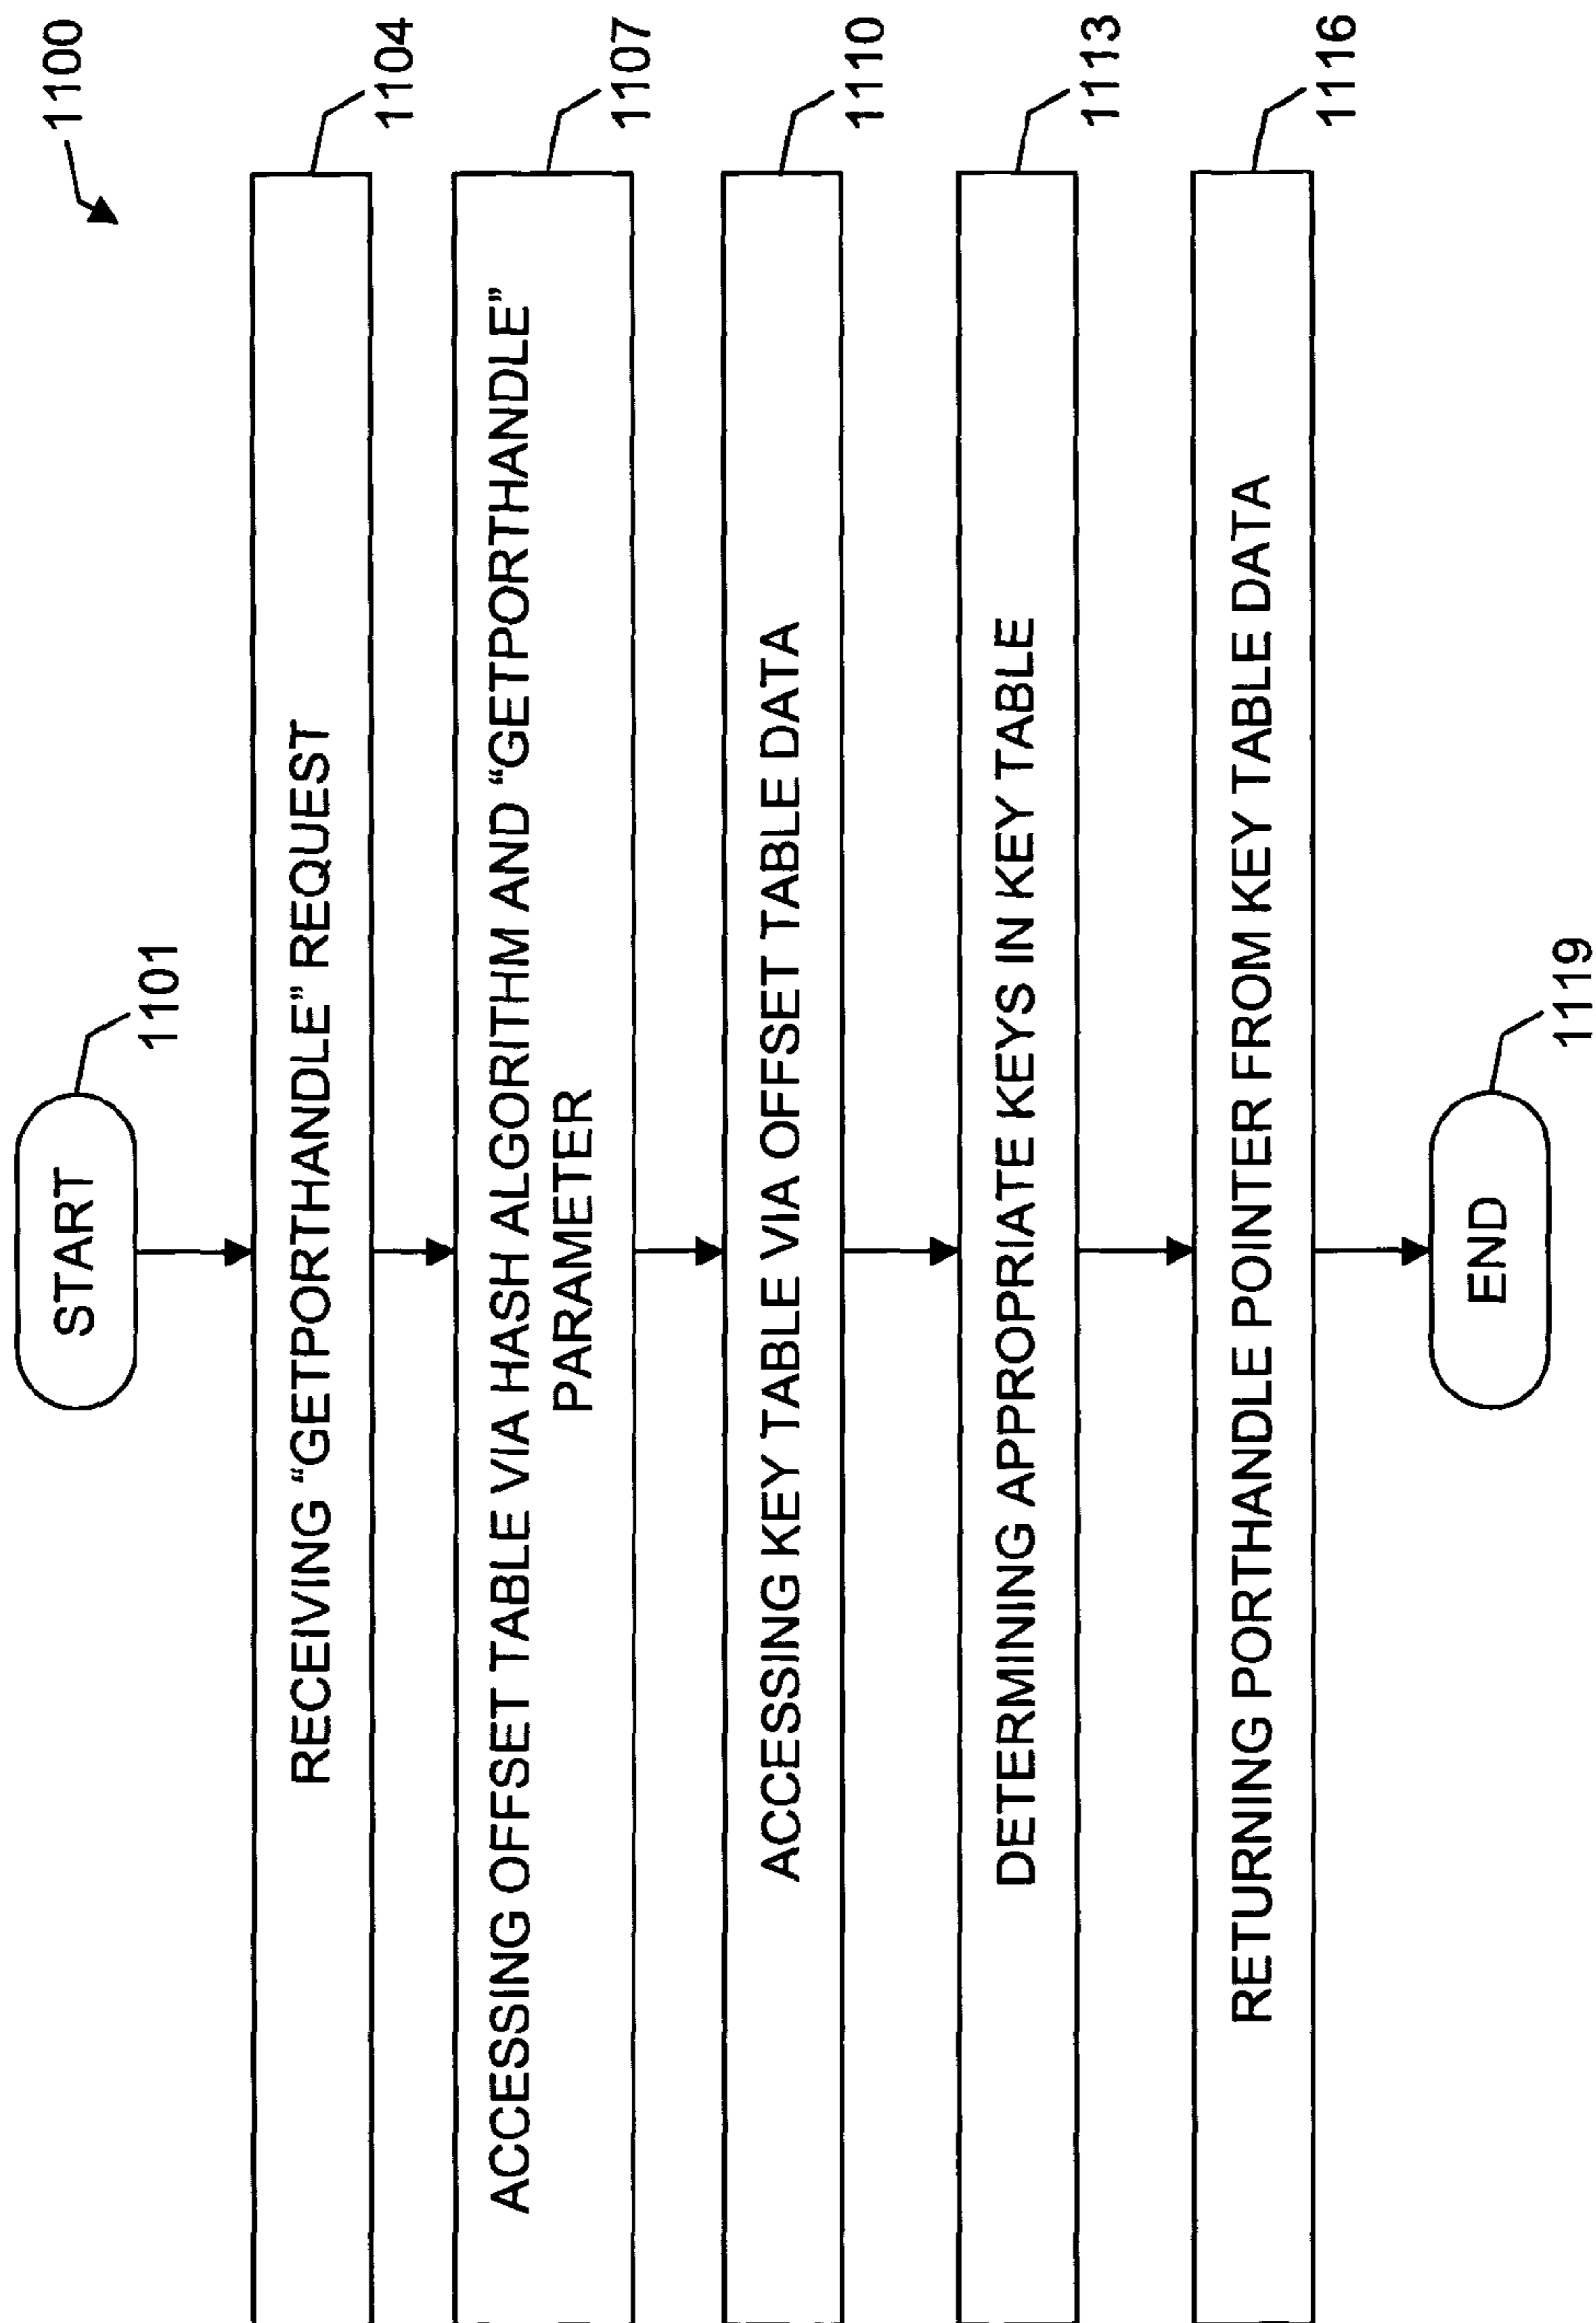 1100
START
1101
RECEIVING “GETPORTHANDLE” REQUEST
1104
ACCESSING OFFSET TABLE VIA HASH ALGORITHM AND “GETPORTHANDLE”
PARAMETER
1107
ACCESSING KEY TABLE VIA OFFSET TABLE DATA
1110
DETERMINING APPROPRIATE KEYS IN KEY TABLE
1113
RETURNING PORTHANDLE POINTER FROM KEY TABLE DATA
1116
END
1119